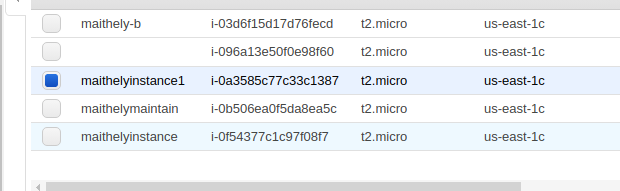 maithely-b i-03d6f15d17d76fecd t2.micro us-east-1c
i-096a13e50f0e98f60 t2.micro us-east-1c
maithelyinstance1 i-0a3585c77c33c1387 t2.micro us-east-1c
maithelymaintain i-0b506ea0f5da8ea5c t2.micro us-east-1c
maithelyinstance i-0f54377c1c97f08f7 t2.micro us-east-1c